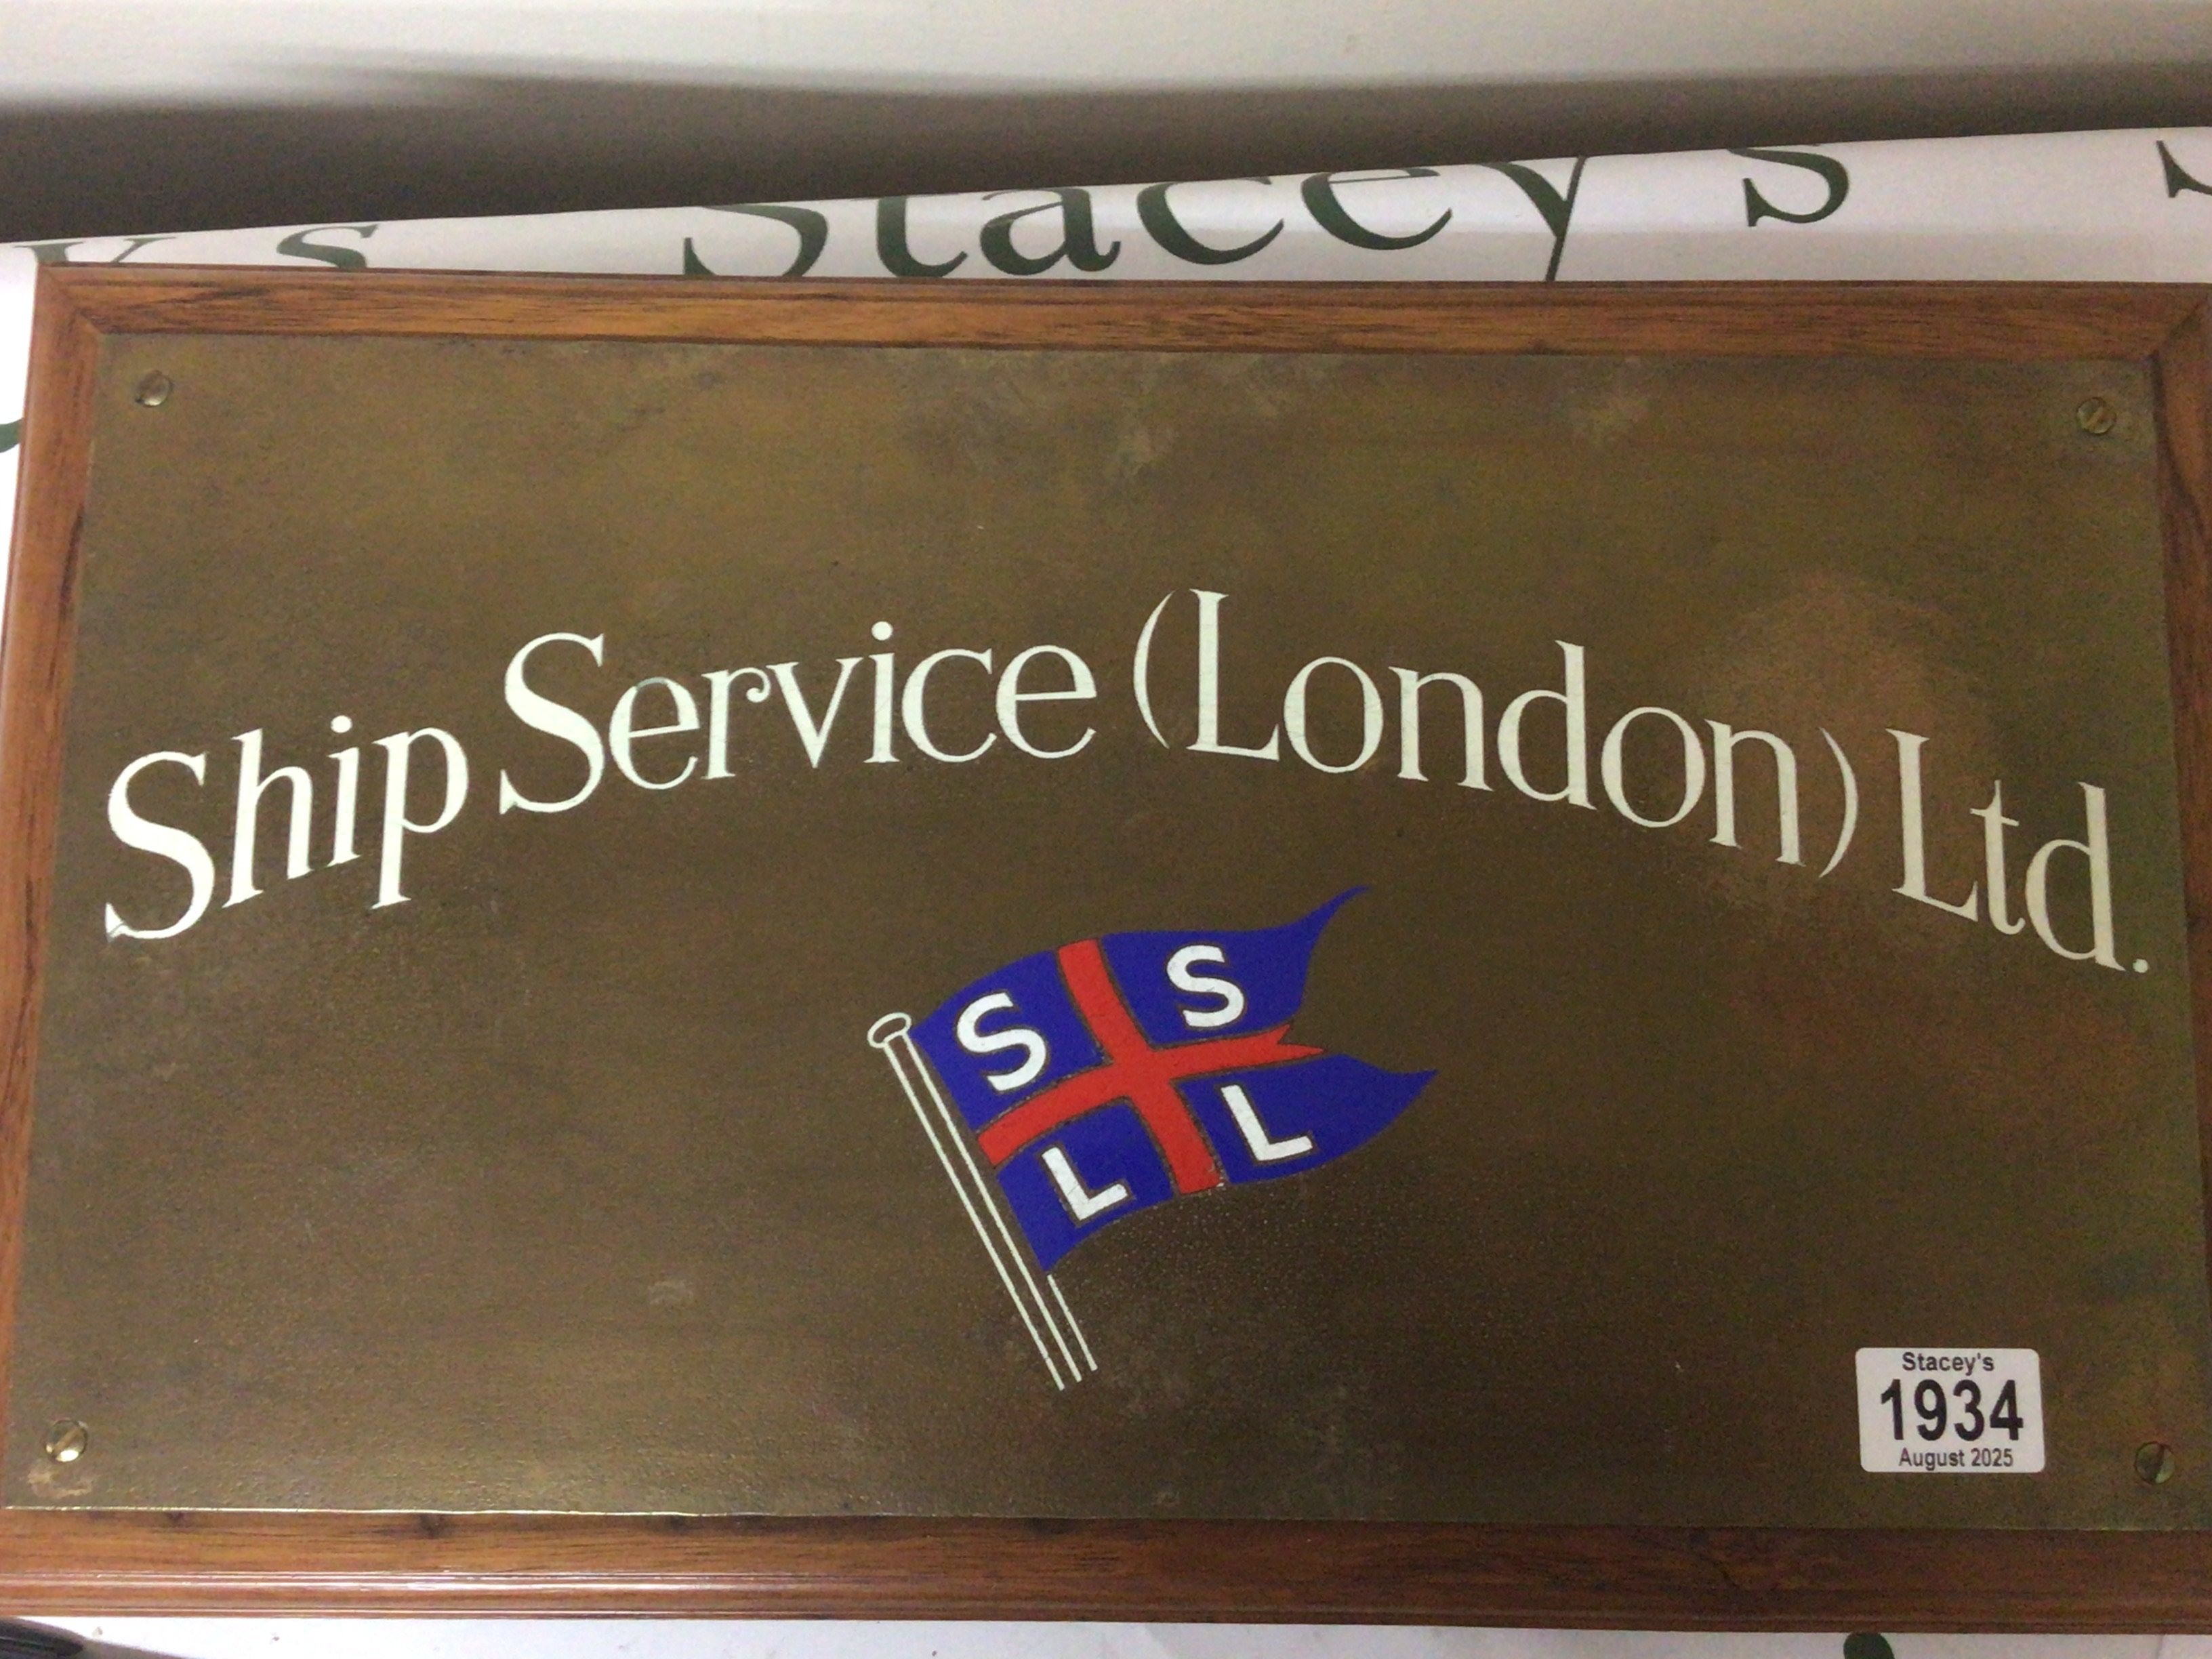 y's Stacey's S
Ship Service (London) Ltd.
S S
L L
Stacey's
1934
August 2025